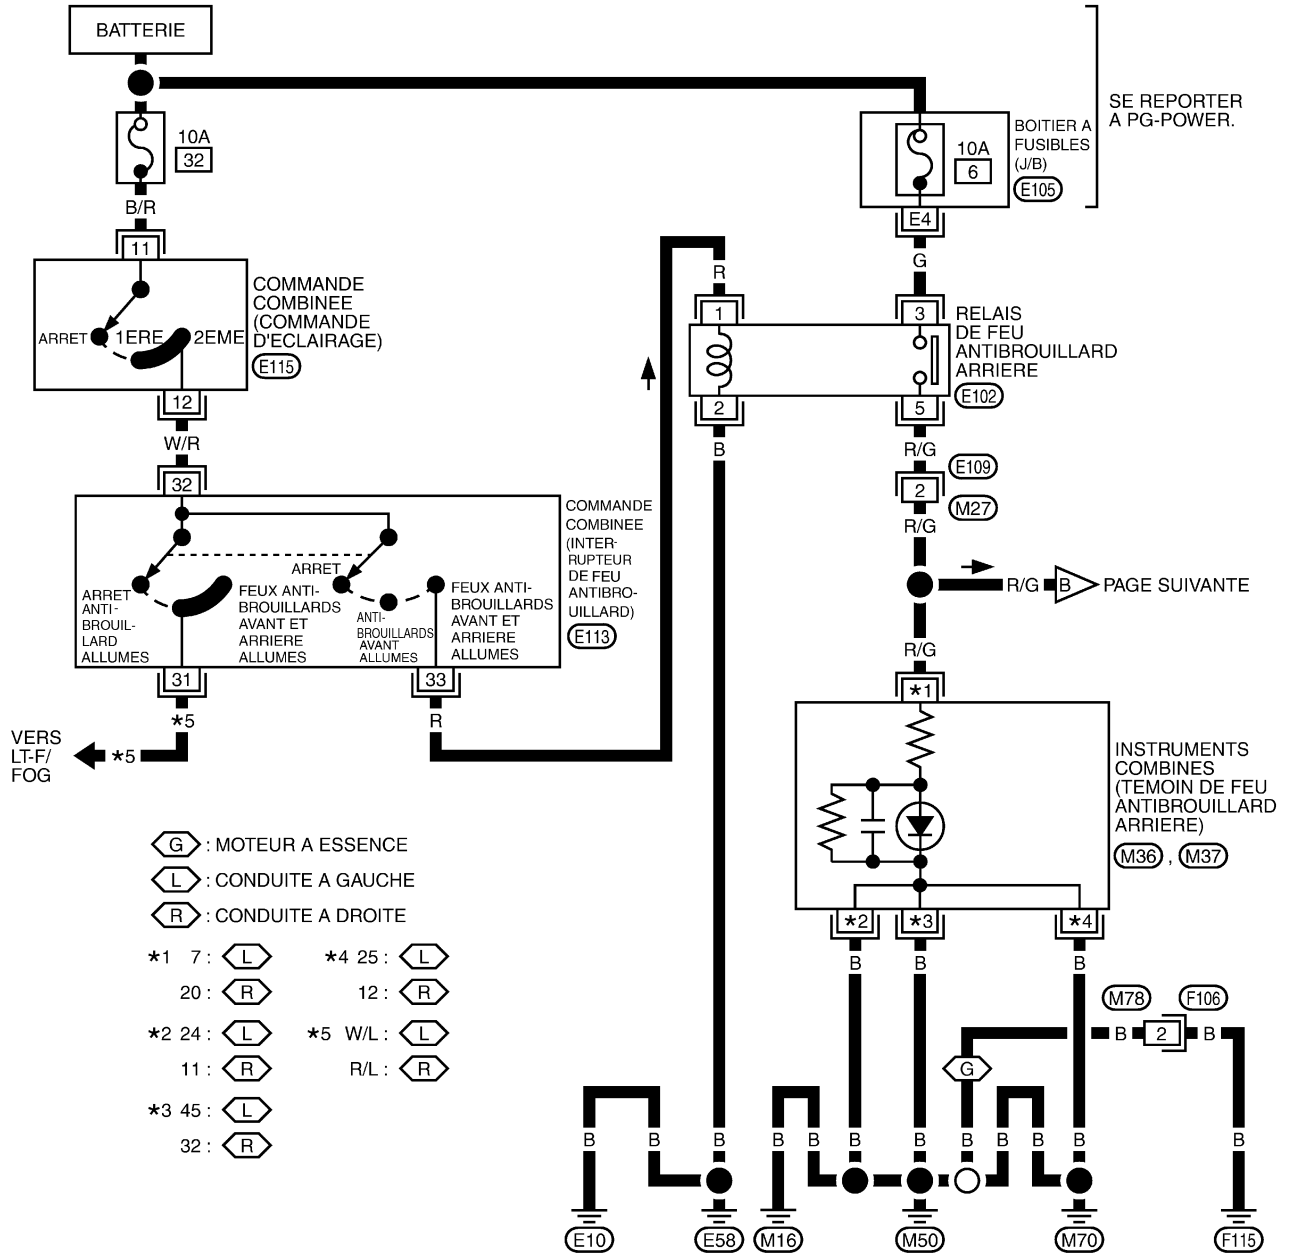 BATTERIE
SE REPORTER
A PG-POWER.
10A
32
B/R
11
10A
6
BOITIER A
FUSIBLES
(J/B)
E105
E4
G
COMMANDE
COMBINEE
(COMMANDE
D'ECLAIRAGE)
E115
ARRET
1ERE
2EME
12
W/R
32
R
1
3
RELAIS
DE FEU
ANTIBROUILLARD
ARRIERE
E102
2
5
B
R/G
E109
2
M27
R/G
R/G
B
PAGE SUIVANTE
R/G
COMMANDE
COMBINEE
(INTER-
RUPTEUR
DE FEU
ANTIBRO-
UILLARD)
E113
ARRET
ARRET
ANTI-
BROUIL-
LARD
ALLUMES
FEUX ANTI-
BROUILLARDS
AVANT ET
ARRIERE
ALLUMES
ANTI-
BROUILLARDS
AVANT
ALLUMES
FEUX ANTI-
BROUILLARDS
AVANT ET
ARRIERE
ALLUMES
31
33
*5
R
VERS
LT-F/
FOG
*5
*1
INSTRUMENTS
COMBINES
(TEMOIN DE FEU
ANTIBROUILLARD
ARRIERE)
M36 , M37
*2
*3
*4
B
B
B
G : MOTEUR A ESSENCE
L : CONDUITE A GAUCHE
R : CONDUITE A DROITE
*1 7 : L
20 : R
*2 24 : L
11 : R
*3 45 : L
32 : R
*4 25 : L
12 : R
*5 W/L : L
R/L : R
M78
F106
B
2
B
G
B
B
B
B
B
B
B
B
B
B
B
B
E10
E58
M16
M50
M70
F115